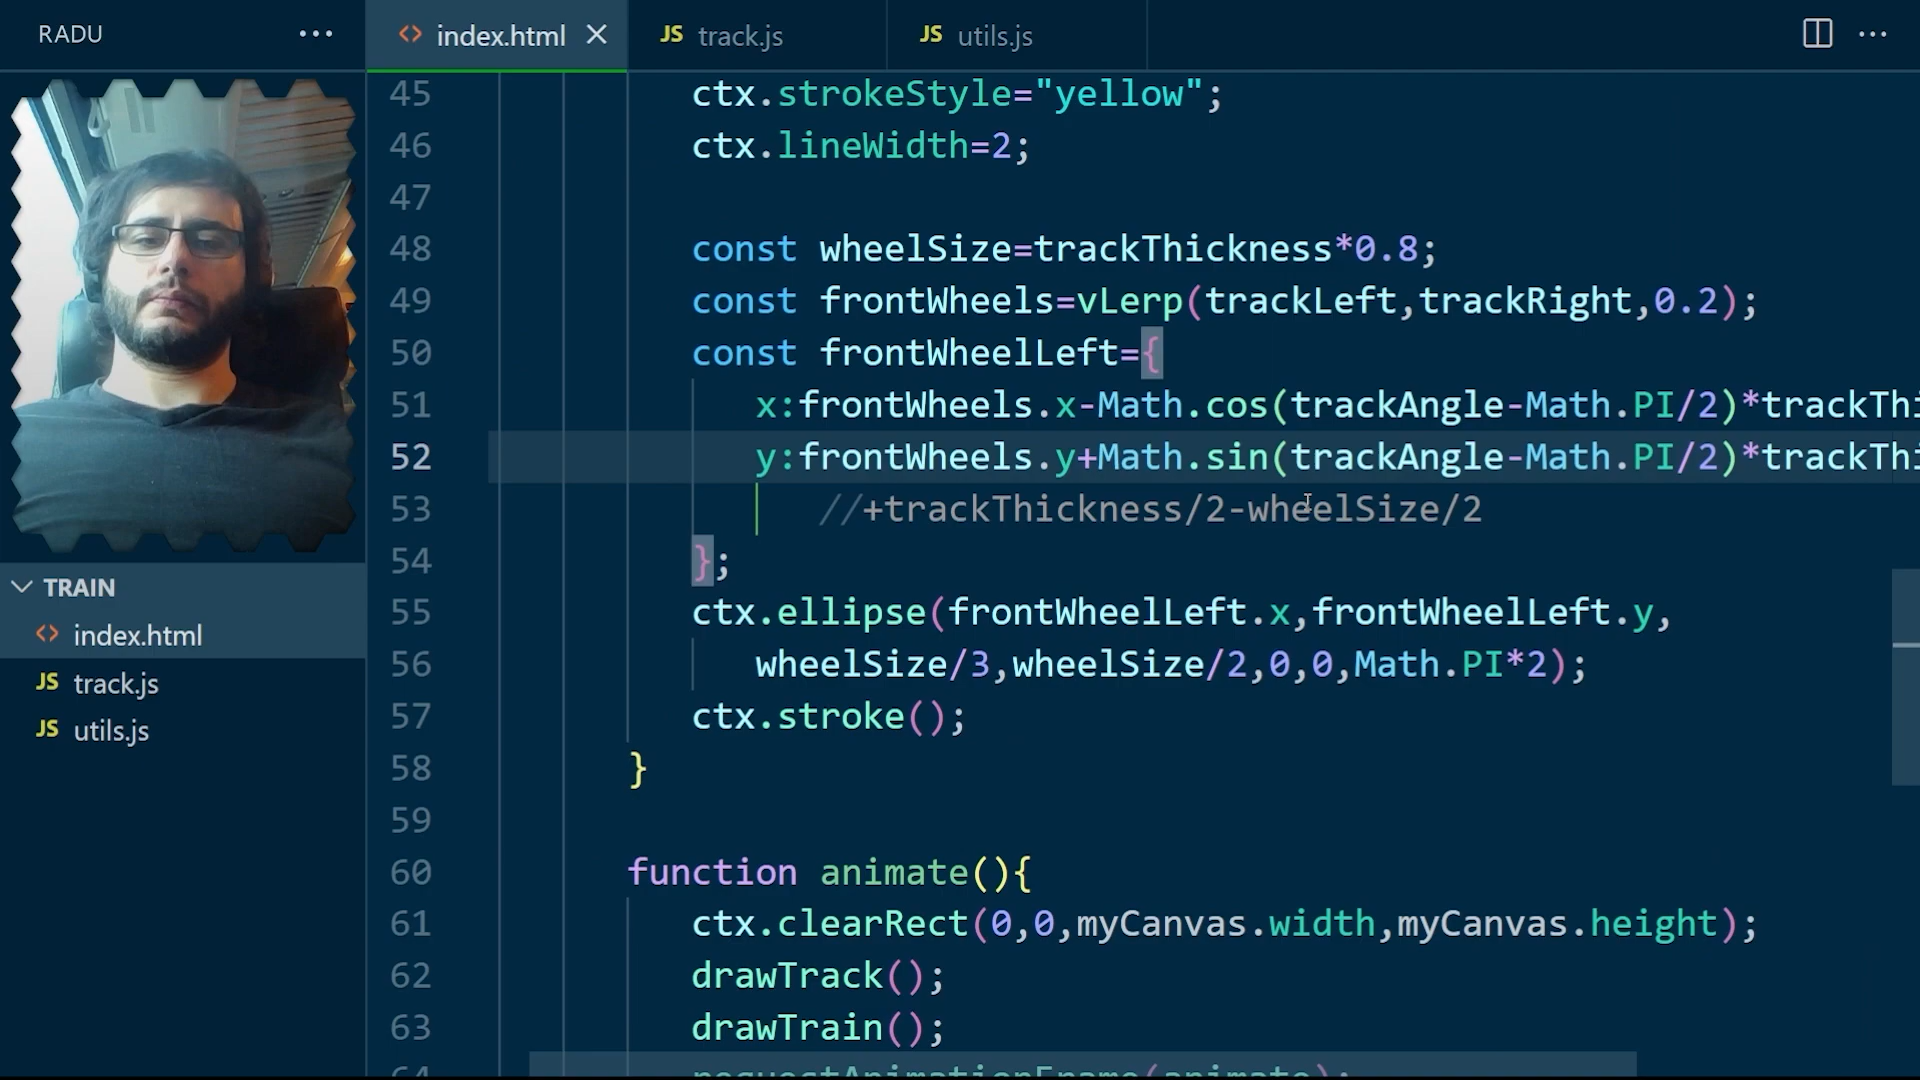 RADU
index.html
JS track.js
JS utils.js
45 ctx.strokeStyle="yellow";
46 ctx.lineWidth=2;
47
48 const wheelSize=trackThickness*0.8;
49 const frontWheels=vLerp(trackLeft,trackRight,0.2);
50 const frontWheelLeft={
51 x:frontWheels.x-Math.cos(trackAngle-Math.PI/2)*trackThi
52 y:frontWheels.y+Math.sin(trackAngle-Math.PI/2)*trackThi
53 //+trackThickness/2-wheelSize/2
54 };
55 ctx.ellipse(frontWheelLeft.x,frontWheelLeft.y,
56 wheelSize/3,wheelSize/2,0,0,Math.PI*2);
57 ctx.stroke();
58 }
59
60 function animate(){
61 ctx.clearRect(0,0,myCanvas.width,myCanvas.height);
62 drawTrack();
63 drawTrain();
64 requestAnimationFrame(animate);
TRAIN
index.html
JS track.js
JS utils.js